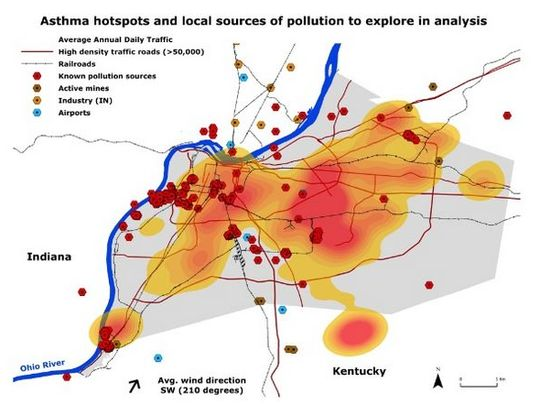 Asthma hotspots and local sources of pollution to explore in analysis
Average Annual Daily Traffic
High density traffic roads (>50,000)
Railroads
Known pollution sources
Active mines
Industry (IN)
Airports
Indiana
Ohio River
Avg. wind direction
SW (210 degrees)
Kentucky
N